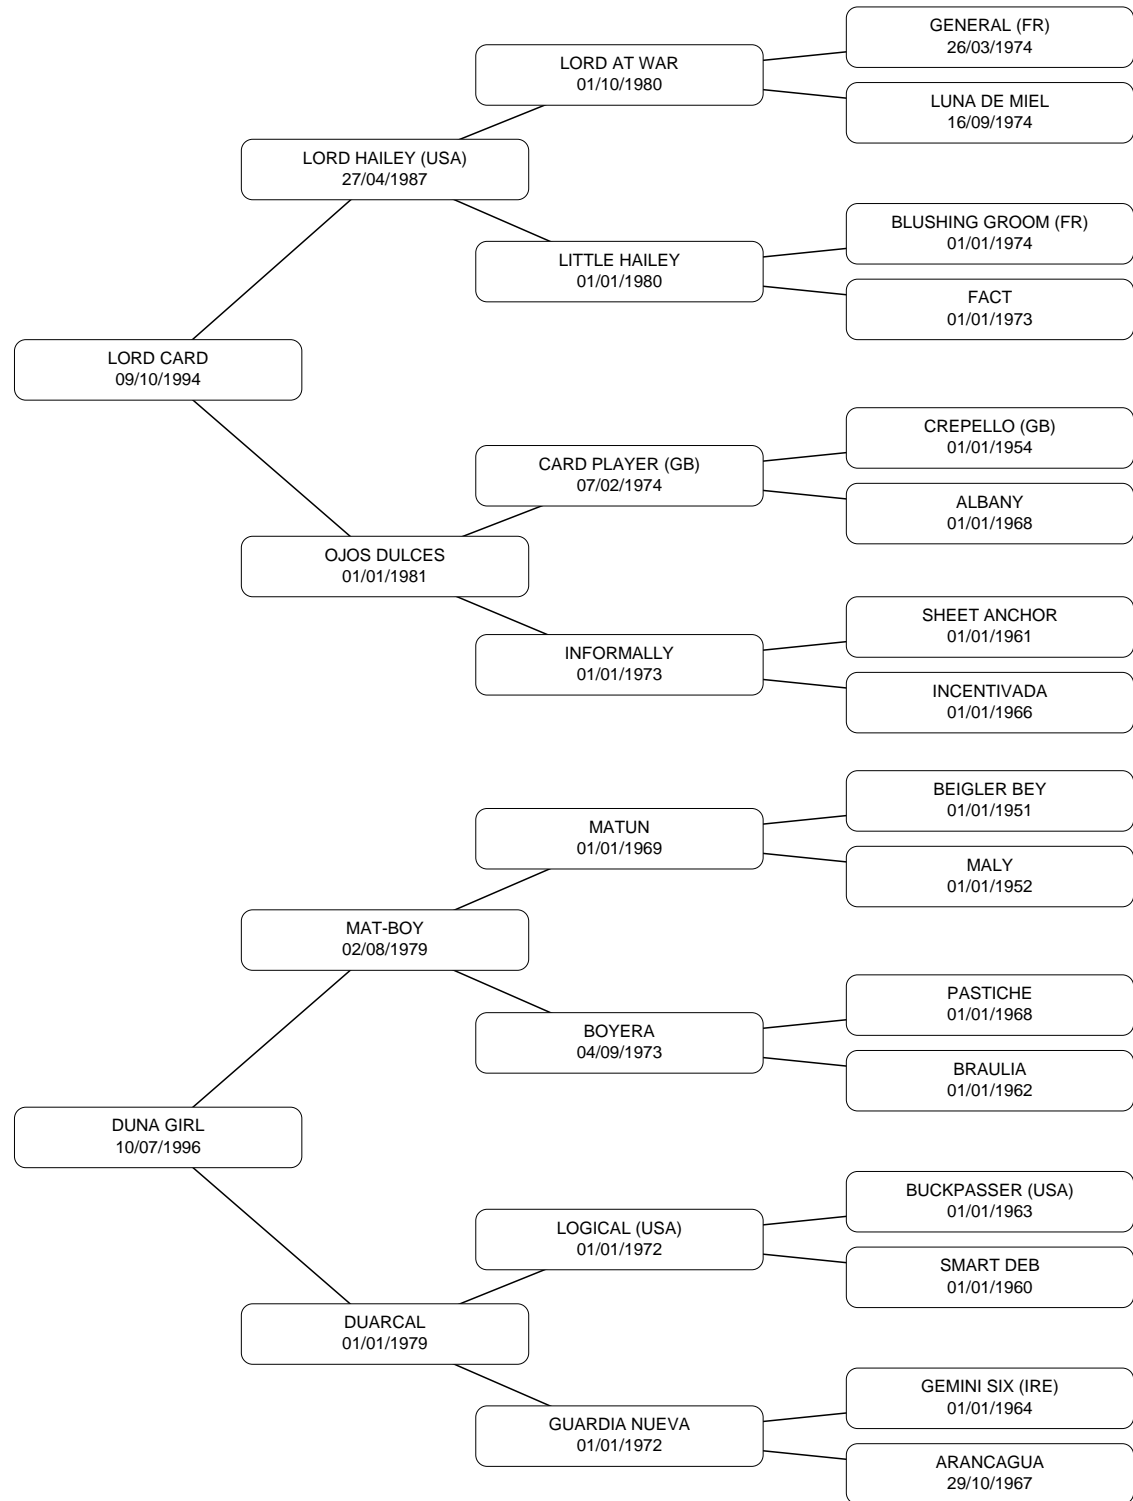 GENERAL (FR)
26/03/1974
LORD AT WAR
01/10/1980
LUNA DE MIEL
16/09/1974
LORD HAILEY (USA)
27/04/1987
BLUSHING GROOM (FR)
01/01/1974
LITTLE HAILEY
01/01/1980
FACT
01/01/1973
LORD CARD
09/10/1994
CREPELLO (GB)
01/01/1954
CARD PLAYER (GB)
07/02/1974
ALBANY
01/01/1968
OJOS DULCES
01/01/1981
SHEET ANCHOR
01/01/1961
INFORMALLY
01/01/1973
INCENTIVADA
01/01/1966
BEIGLER BEY
01/01/1951
MATUN
01/01/1969
MALY
01/01/1952
MAT-BOY
02/08/1979
PASTICHE
01/01/1968
BOYERA
04/09/1973
BRAULIA
01/01/1962
DUNA GIRL
10/07/1996
BUCKPASSER (USA)
01/01/1963
LOGICAL (USA)
01/01/1972
SMART DEB
01/01/1960
DUARCAL
01/01/1979
GEMINI SIX (IRE)
01/01/1964
GUARDIA NUEVA
01/01/1972
ARANCAGUA
29/10/1967